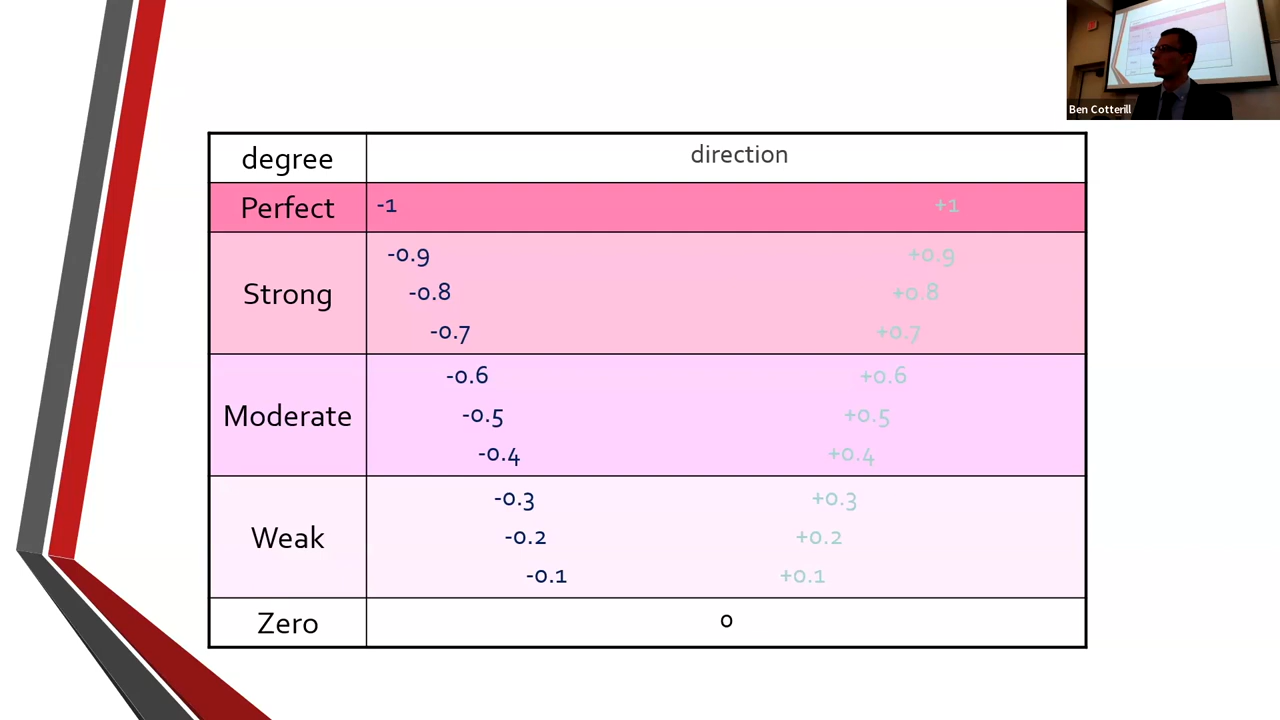 Ben Cotterill
degree direction
Perfect -1 +1
-0.9 +0.9
Strong -0.8 +0.8
-0.7 +0.7
-0.6 +0.6
Moderate -0.5 +0.5
-0.4 +0.4
-0.3 +0.3
Weak -0.2 +0.2
-0.1 +0.1
Zero 0